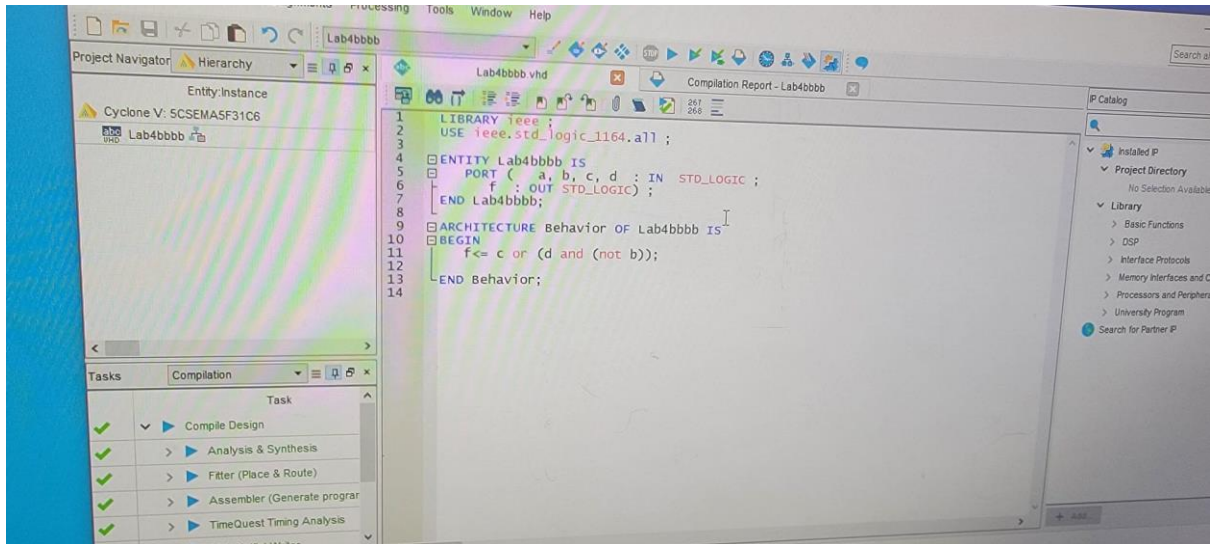 Processing Tools Window Help
Lab4bbbb
Search
Project Navigator Hierarchy
Lab4bbbb.vhd
Compilation Report - Lab4bbbb
IP Catalog
Entity:Instance
Cyclone V: 5CSEMA5F31C6
Lab4bbbb
267
268
1 LIBRARY ieee ;
2 USE ieee.std_logic_1164.all ;
3
4 ENTITY Lab4bbbb IS
5 PORT ( a, b, c, d : IN STD_LOGIC ;
6 f : OUT STD_LOGIC) ;
7 END Lab4bbbb;
8
9 ARCHITECTURE Behavior OF Lab4bbbb IS
10 BEGIN
11 f<= c or (d and (not b));
12
13 END Behavior;
14
Installed IP
Project Directory
No Selection Available
Library
Basic Functions
DSP
Interface Protocols
Memory Interfaces and C
Processors and Peripher
University Program
Search for Partner IP
+ Add...
Tasks Compilation
Task
Compile Design
Analysis & Synthesis
Fitter (Place & Route)
Assembler (Generate prograr
TimeQuest Timing Analysis